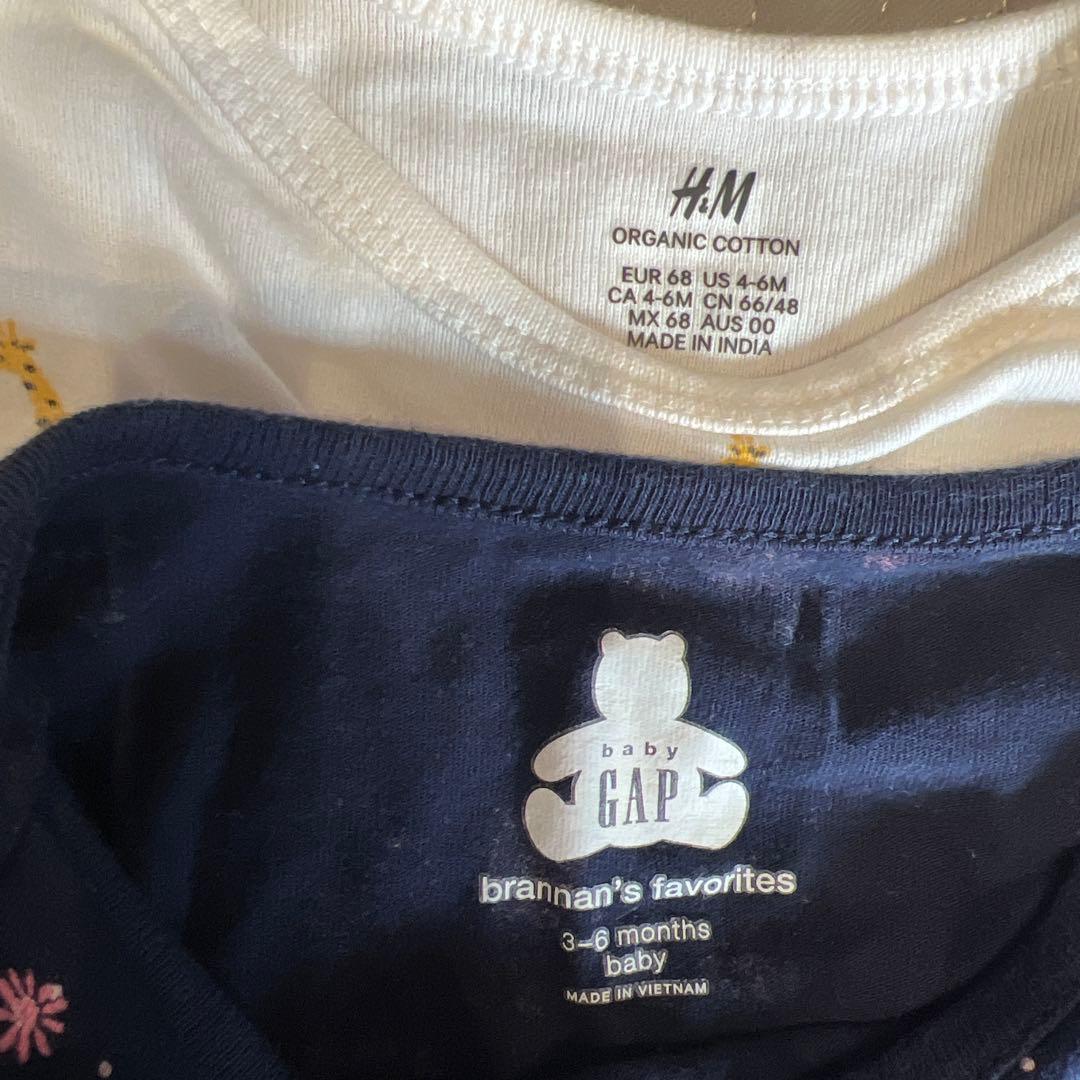 H&M
ORGANIC COTTON
EUR 68 US 4-6M
CA 4-6M CN 66/48
MX 68 AUS 00
MADE IN INDIA
baby
GAP
brannan's favorites
3–6 months
baby
MADE IN VIETNAM